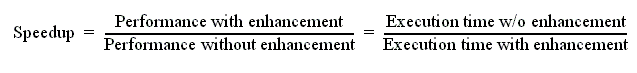 Speedup = Performance with enhancement / Performance without enhancement = Execution time w/o enhancement / Execution time with enhancement